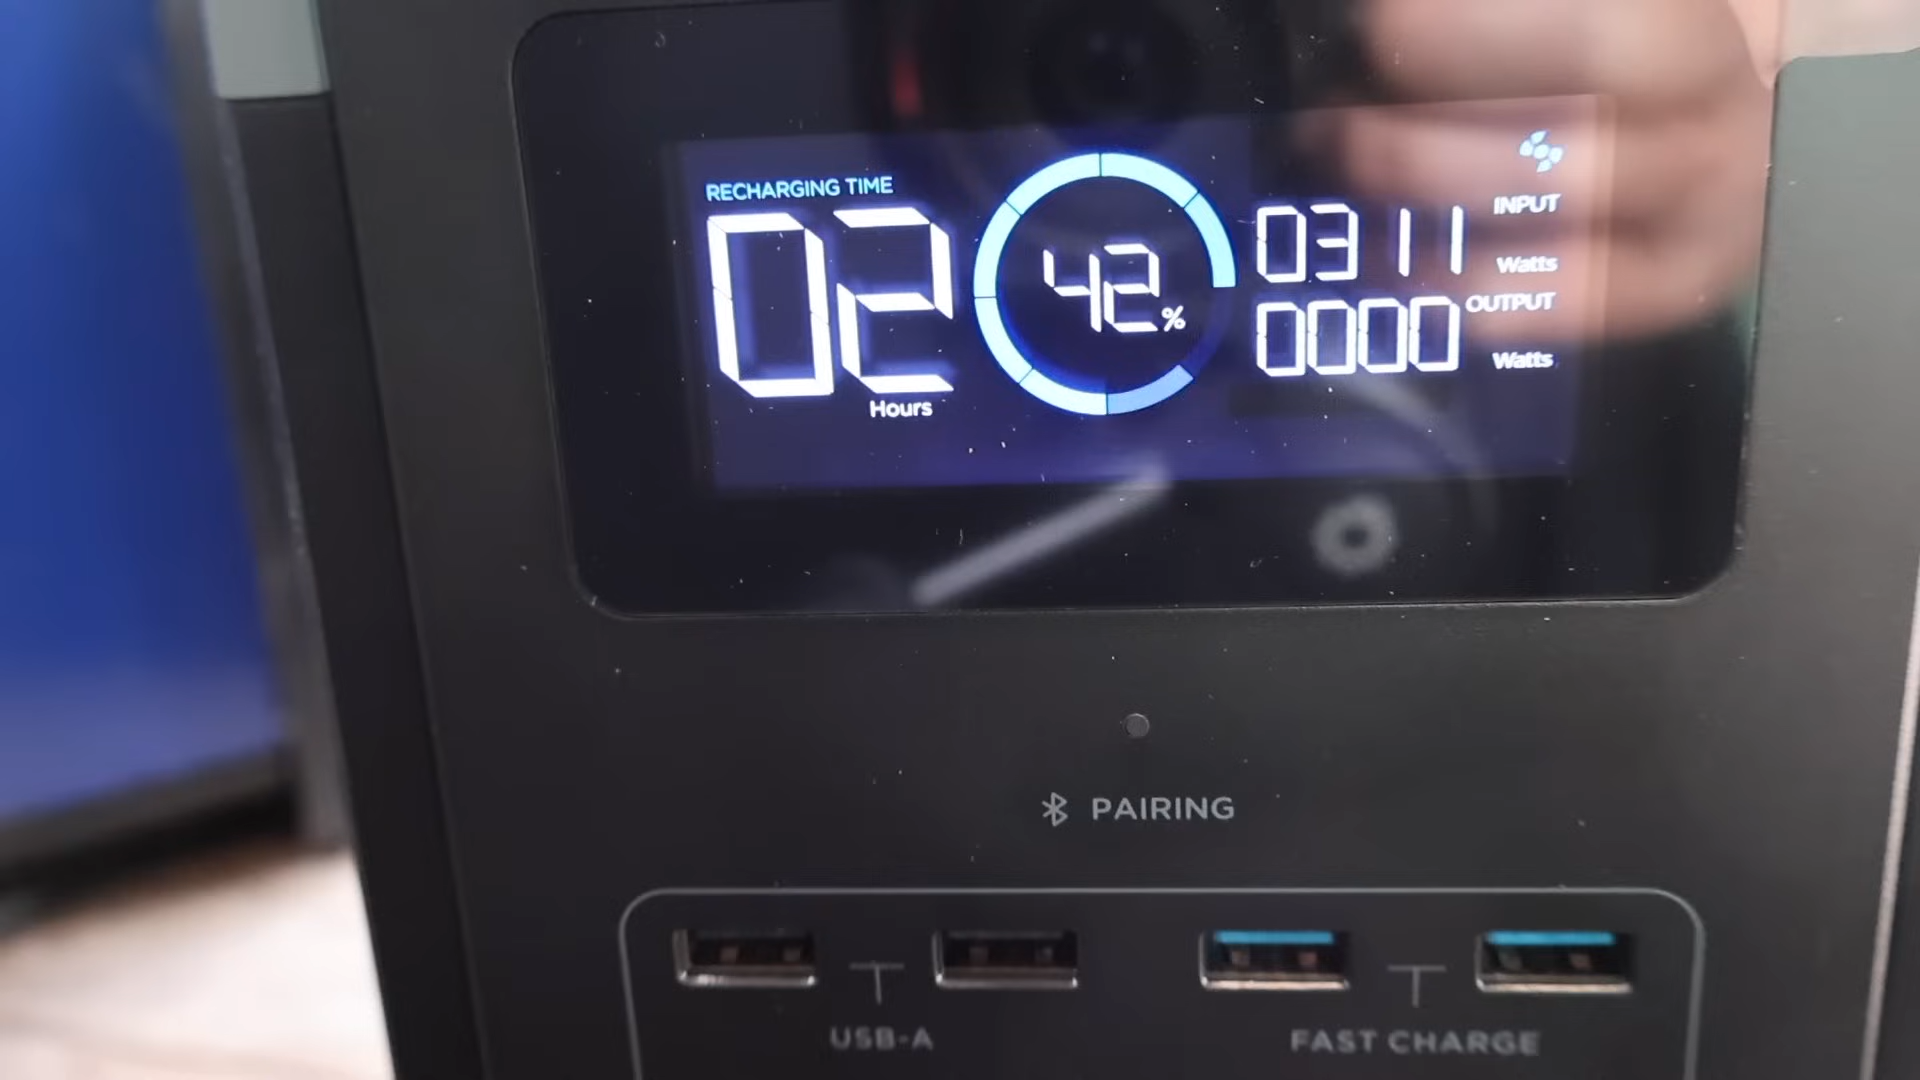 RECHARGING TIME
02
Hours
42%
INPUT
0311
Watts
OUTPUT
0000
Watts
PAIRING
USB-A
FAST CHARGE